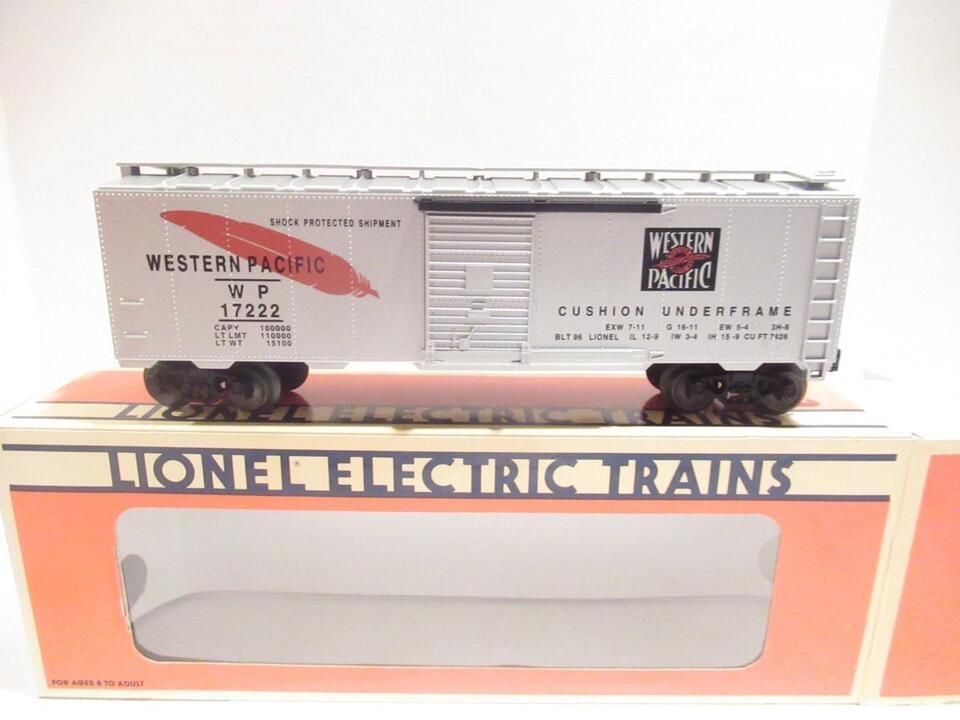 SHOCK PROTECTED SHIPMENT
WESTERN PACIFIC
W P
17222
CAPY 100000
LT LMT 110000
LT WT 15100
WESTERN
PACIFIC
CUSHION UNDERFRAME
EXW 7-11 G 16-11 EW 5-4 3H-8
BLT 96 LIONEL IL 12-9 IW 3-4 IH 15-9 CU FT 7426
LIONEL ELECTRIC TRAINS
LIONEL® ELECTRIC TRAINS
FOR AGES 6 TO ADULT